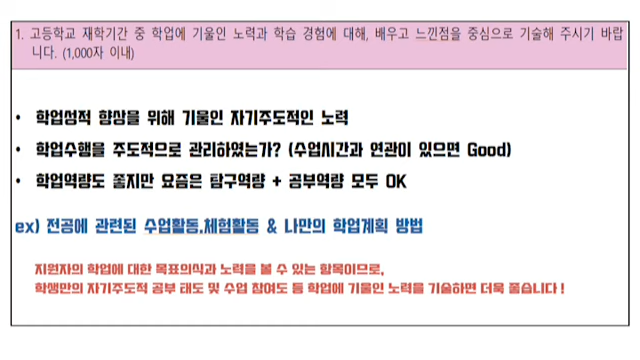 1. 고등학교 재학기간 중 학업에 기울인 노력과 학습 경험에 대해, 배우고 느낀점을 중심으로 기술해 주시기 바랍
니다. (1,000자 이내)
• 학업성적 향상을 위해 기울인 자기주도적인 노력
• 학업수행을 주도적으로 관리하였는가? (수업시간과 연관이 있으면 Good)
• 학업역량도 좋지만 요즘은 탐구역량 + 공부역량 모두 OK
ex) 전공에 관련된 수업활동,체험활동 & 나만의 학업계획 방법
지원자의 학업에 대한 목표의식과 노력을 볼 수 있는 항목이므로,
학생만의 자기주도적 공부 태도 및 수업 참여도 등 학업에 기울인 노력을 기술하면 더욱 좋습니다!